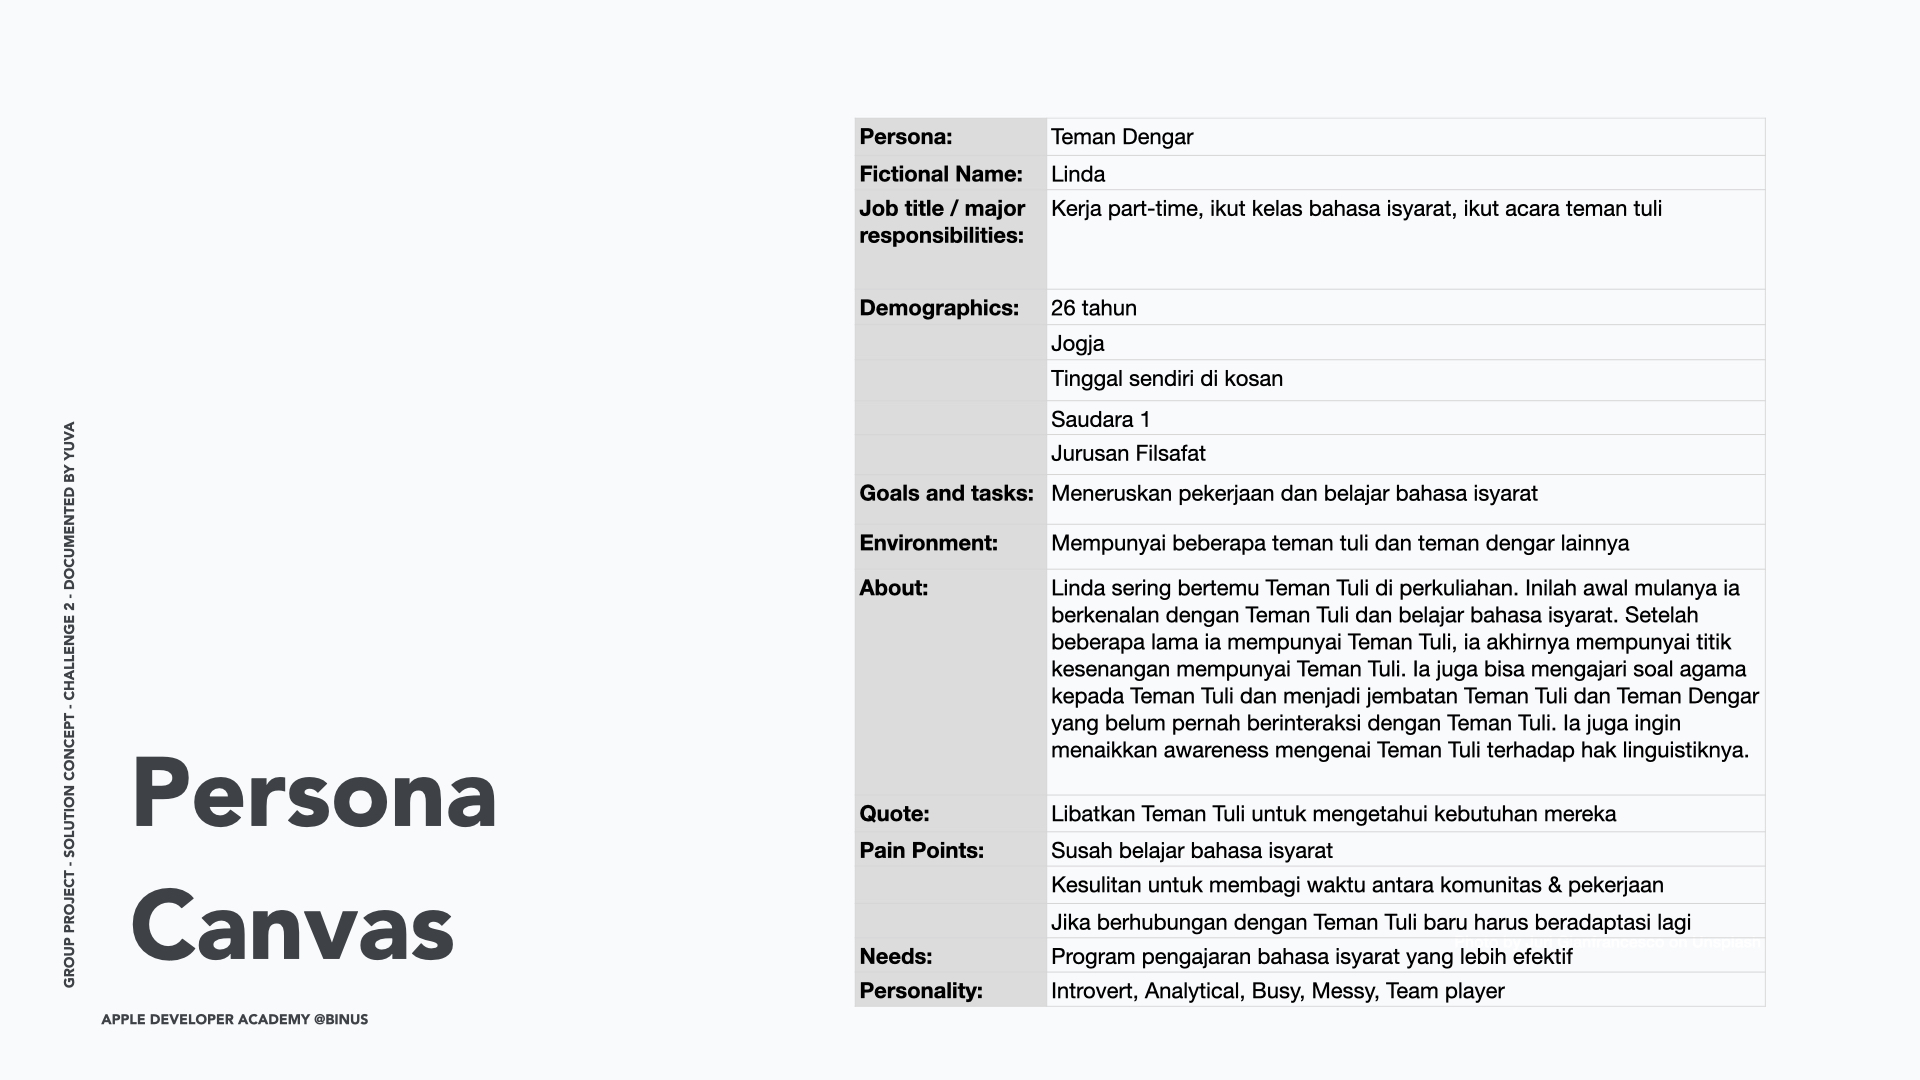 GROUP PROJECT - SOLUTION CONCEPT - CHALLENGE 2 - DOCUMENTED BY YUVA
Persona
Canvas
APPLE DEVELOPER ACADEMY @BINUS
Persona: Teman Dengar
Fictional Name: Linda
Job title / major Kerja part-time, ikut kelas bahasa isyarat, ikut acara teman tuli
responsibilities:
Demographics: 26 tahun
Jogja
Tinggal sendiri di kosan
Saudara 1
Jurusan Filsafat
Goals and tasks: Meneruskan pekerjaan dan belajar bahasa isyarat
Environment: Mempunyai beberapa teman tuli dan teman dengar lainnya
About: Linda sering bertemu Teman Tuli di perkuliahan. Inilah awal mulanya ia
berkenalan dengan Teman Tuli dan belajar bahasa isyarat. Setelah
beberapa lama ia mempunyai Teman Tuli, ia akhirnya mempunyai titik
kesenangan mempunyai Teman Tuli. Ia juga bisa mengajari soal agama
kepada Teman Tuli dan menjadi jembatan Teman Tuli dan Teman Dengar
yang belum pernah berinteraksi dengan Teman Tuli. Ia juga ingin
menaikkan awareness mengenai Teman Tuli terhadap hak linguistiknya.
Quote: Libatkan Teman Tuli untuk mengetahui kebutuhan mereka
Pain Points: Susah belajar bahasa isyarat
Kesulitan untuk membagi waktu antara komunitas & pekerjaan
Jika berhubungan dengan Teman Tuli baru harus beradaptasi lagi
Needs: Program pengajaran bahasa isyarat yang lebih efektif
Personality: Introvert, Analytical, Busy, Messy, Team player